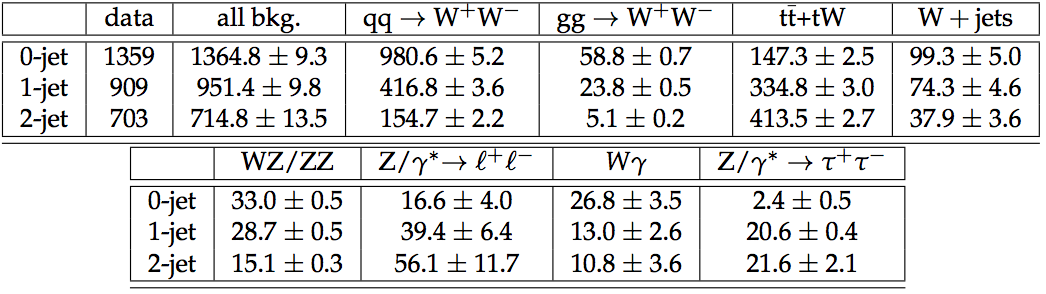 data all bkg. qq → W⁺W⁻ gg → W⁺W⁻ tt̄+tW W + jets
0-jet 1359 1364.8 ± 9.3 980.6 ± 5.2 58.8 ± 0.7 147.3 ± 2.5 99.3 ± 5.0
1-jet 909 951.4 ± 9.8 416.8 ± 3.6 23.8 ± 0.5 334.8 ± 3.0 74.3 ± 4.6
2-jet 703 714.8 ± 13.5 154.7 ± 2.2 5.1 ± 0.2 413.5 ± 2.7 37.9 ± 3.6
WZ/ZZ Z/γ* → ℓ⁺ℓ⁻ Wγ Z/γ* → τ⁺τ⁻
0-jet 33.0 ± 0.5 16.6 ± 4.0 26.8 ± 3.5 2.4 ± 0.5
1-jet 28.7 ± 0.5 39.4 ± 6.4 13.0 ± 2.6 20.6 ± 0.4
2-jet 15.1 ± 0.3 56.1 ± 11.7 10.8 ± 3.6 21.6 ± 2.1